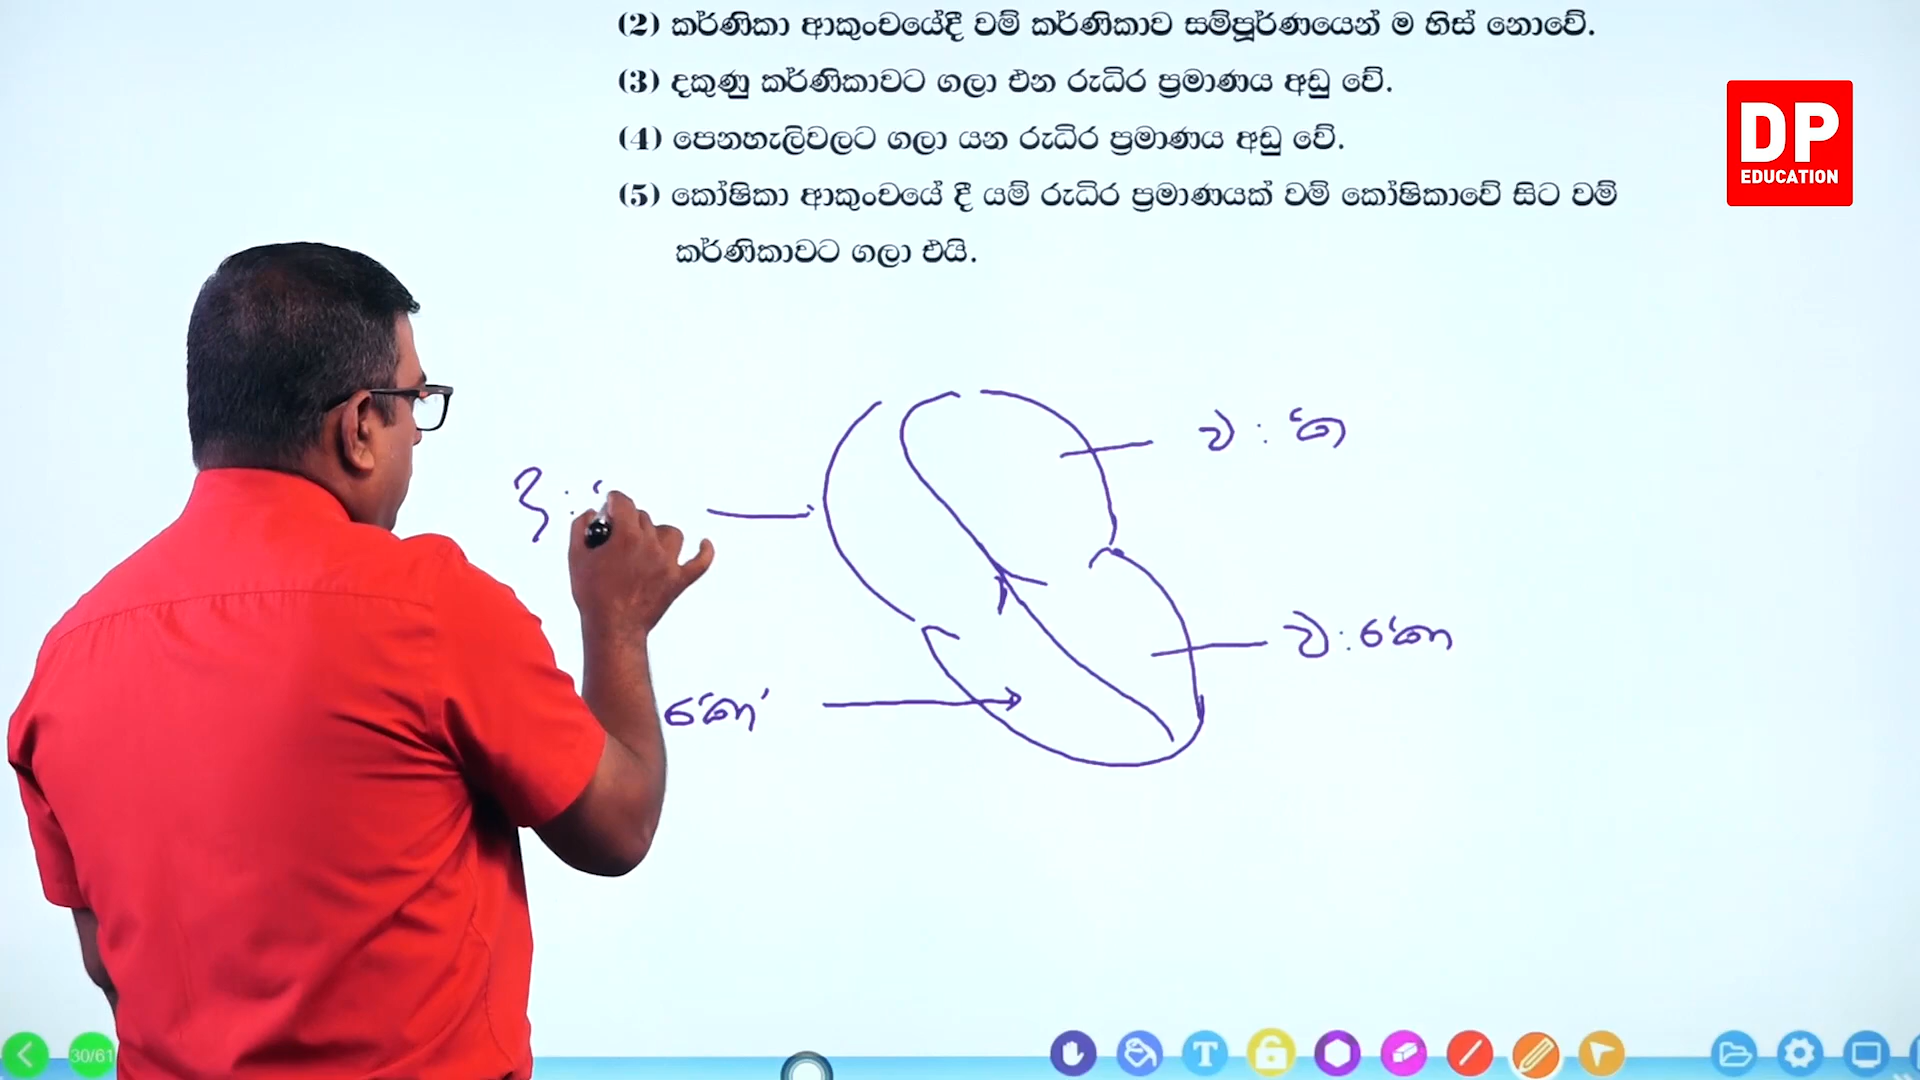 (2) කර්ණිකා ආකුංචයේදී වම් කර්ණිකාව සම්පූර්ණයෙන් ම හිස් නොවේ.
(3) දකුණු කර්ණිකාවට ගලා එන රුධිර ප්‍රමාණය අඩු වේ.
(4) පෙනහැලිවලට ගලා යන රුධිර ප්‍රමාණය අඩු වේ.
(5) කෝෂිකා ආකුංචයේ දී යම් රුධිර ප්‍රමාණයක් වම් කෝෂිකාවේ සිට වම්
කර්ණිකාවට ගලා එයි.
DP
EDUCATION
30/61